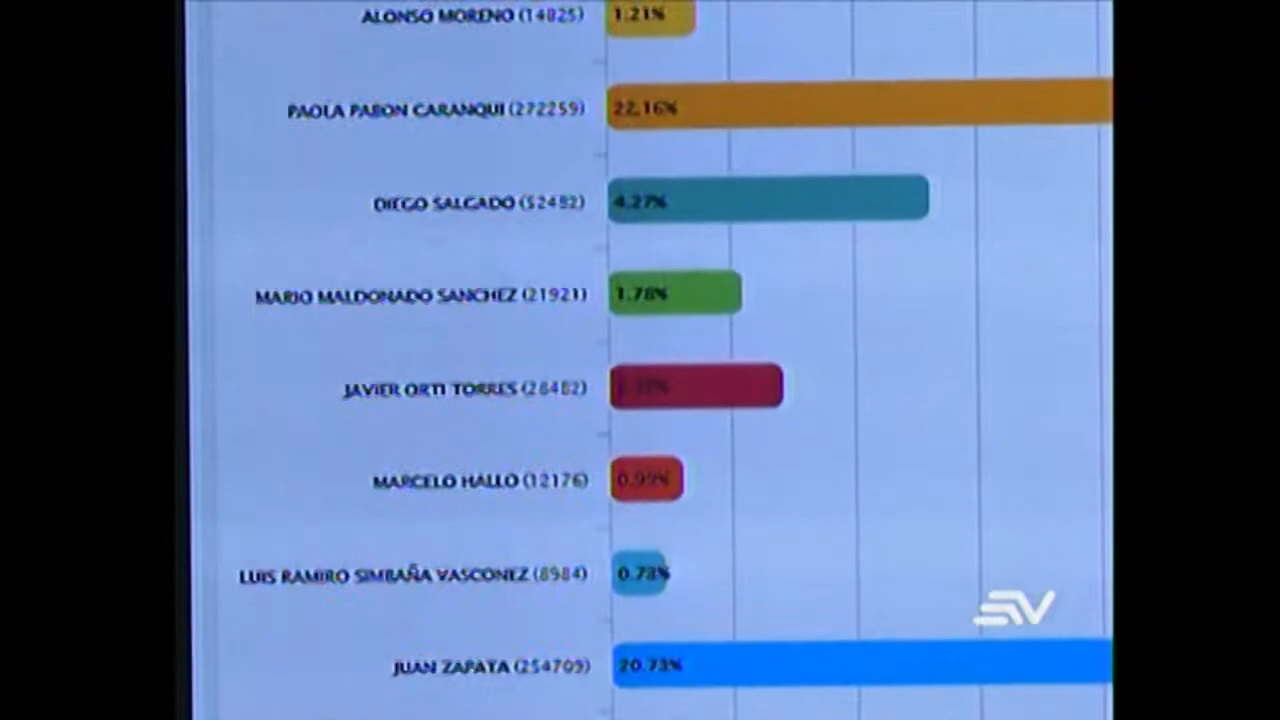 ALONSO MORENO (14825) 1.21%
PAOLA PABON CARANQUI (272259) 22.16%
DIEGO SALGADO (52482) 4.27%
MARIO MALDONADO SANCHEZ (21921) 1.78%
JAVIER ORTI TORRES (28482)
MARCELO HALLO (12176) 0.99%
LUIS RAMIRO SIMBAÑA VASCONEZ (8984) 0.73%
JUAN ZAPATA (254709) 20.73%